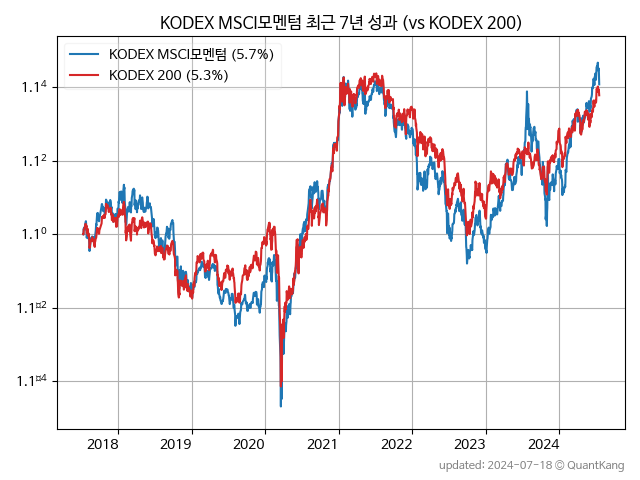 KODEX MSCI모멘텀 최근 7년 성과 (vs KODEX 200)
KODEX MSCI모멘텀 (5.7%)
KODEX 200 (5.3%)
1.1⁴
1.1²
1.1⁰
1.1¤²
1.1¤⁴
2018 2019 2020 2021 2022 2023 2024
updated: 2024-07-18 © QuantKang